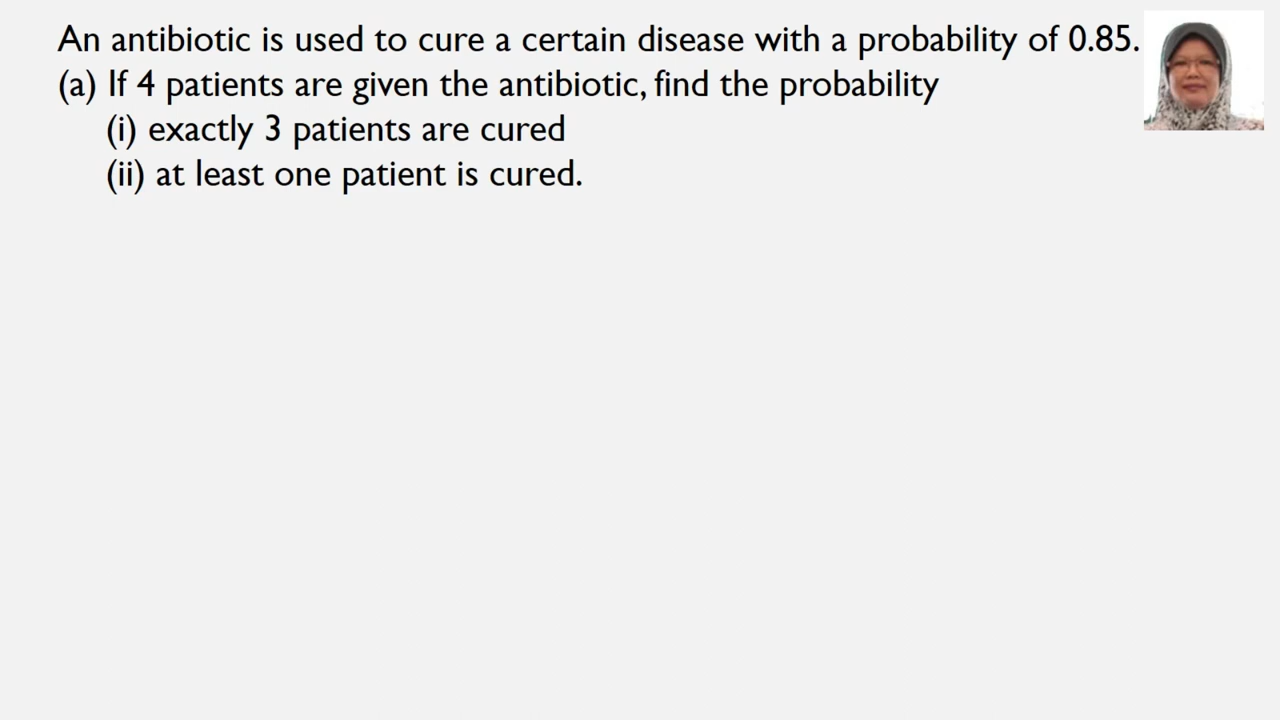 An antibiotic is used to cure a certain disease with a probability of 0.85.
(a) If 4 patients are given the antibiotic, find the probability
(i) exactly 3 patients are cured
(ii) at least one patient is cured.